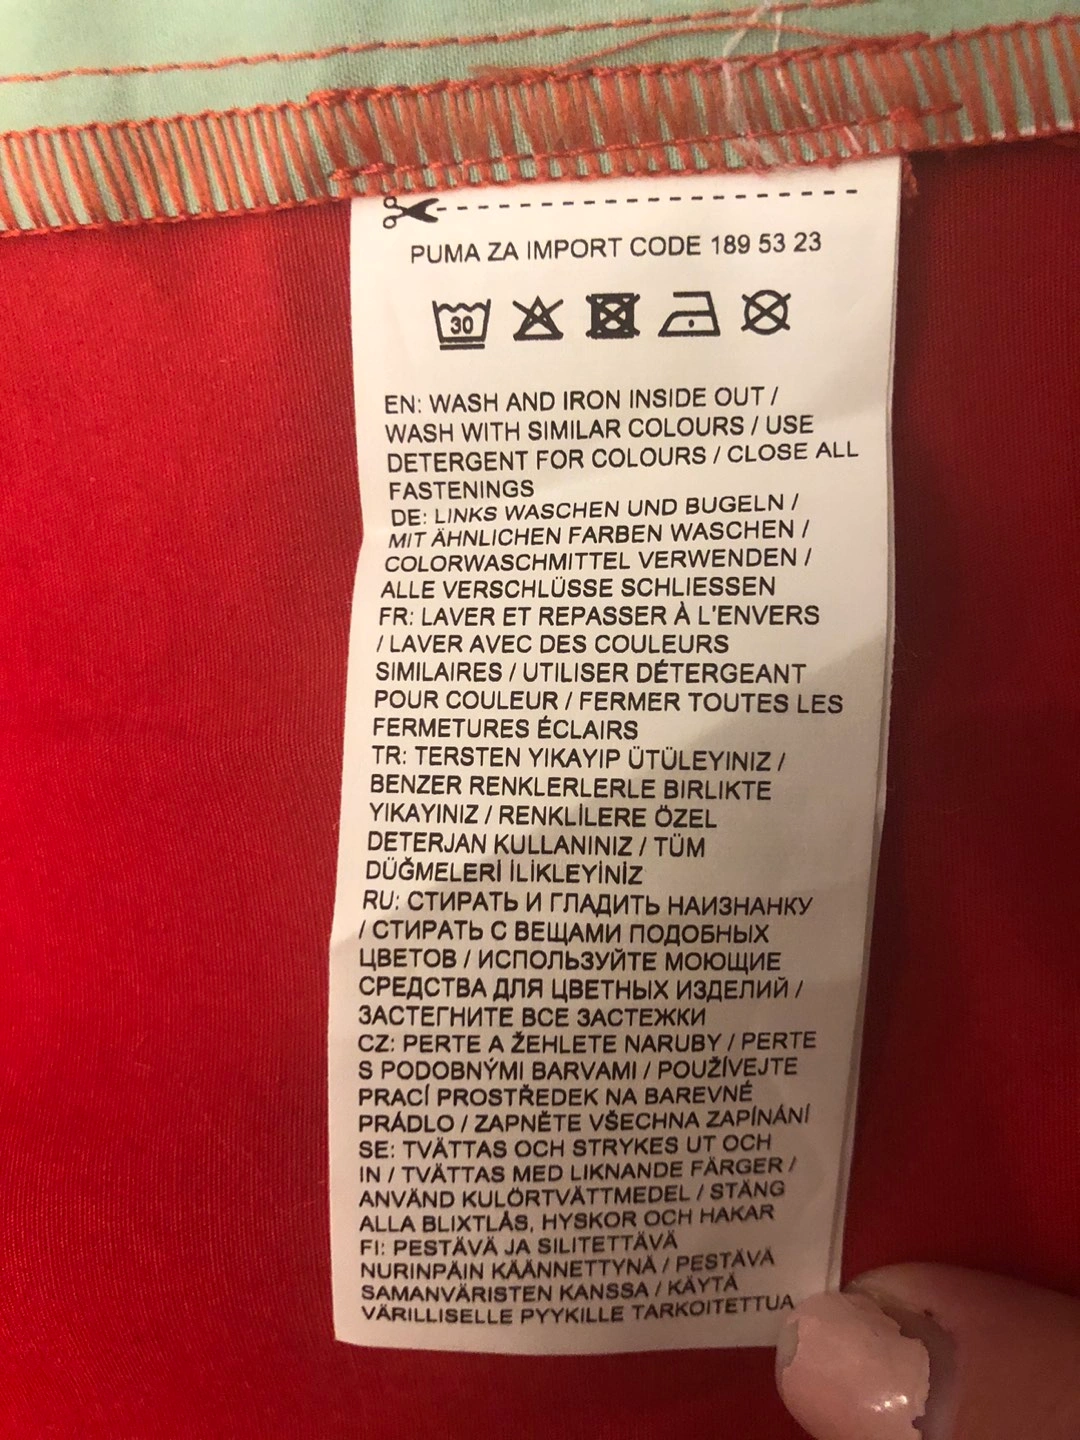 PUMA ZA IMPORT CODE 189 53 23
30
EN: WASH AND IRON INSIDE OUT /
WASH WITH SIMILAR COLOURS / USE
DETERGENT FOR COLOURS / CLOSE ALL
FASTENINGS
DE: LINKS WASCHEN UND BUGELN /
MIT ÄHNLICHEN FARBEN WASCHEN /
COLORWASCHMITTEL VERWENDEN /
ALLE VERSCHLÜSSE SCHLIESSEN
FR: LAVER ET REPASSER À L'ENVERS
/ LAVER AVEC DES COULEURS
SIMILAIRES / UTILISER DÉTERGEANT
POUR COULEUR / FERMER TOUTES LES
FERMETURES ÉCLAIRS
TR: TERSTEN YIKAYIP ÜTÜLEYINIZ /
BENZER RENKLERLERLE BIRLIKTE
YIKAYINIZ / RENKLİLERE ÖZEL
DETERJAN KULLANINIZ / TÜM
DÜĞMELERİ İLİKLEYİNİZ
RU: СТИРАТЬ И ГЛАДИТЬ НАИЗНАНКУ
/ СТИРАТЬ С ВЕЩАМИ ПОДОБНЫХ
ЦВЕТОВ / ИСПОЛЬЗУЙТЕ МОЮЩИЕ
СРЕДСТВА ДЛЯ ЦВЕТНЫХ ИЗДЕЛИЙ /
ЗАСТЕГНИТЕ ВСЕ ЗАСТЕЖКИ
CZ: PERTE A ŽEHLETE NARUBY / PERTE
S PODOBNÝMI BARVAMI / POUŽÍVEJTE
PRACÍ PROSTŘEDEK NA BAREVNÉ
PRÁDLO / ZAPNĚTE VŠECHNA ZAPÍNÁNÍ
SE: TVÄTTAS OCH STRYKES UT OCH
IN / TVÄTTAS MED LIKNANDE FÄRGER /
ANVÄND KULÖRTVÄTTMEDEL / STÄNG
ALLA BLIXTLÅS, HYSKOR OCH HAKAR
FI: PESTÄVÄ JA SILITETTÄVÄ
NURINPÄIN KÄÄNNETTYNÄ / PESTÄVÄ
SAMANVÄRISTEN KANSSA / KÄYTÄ
VÄRILLISELLE PYYKILLE TARKOITETTUA